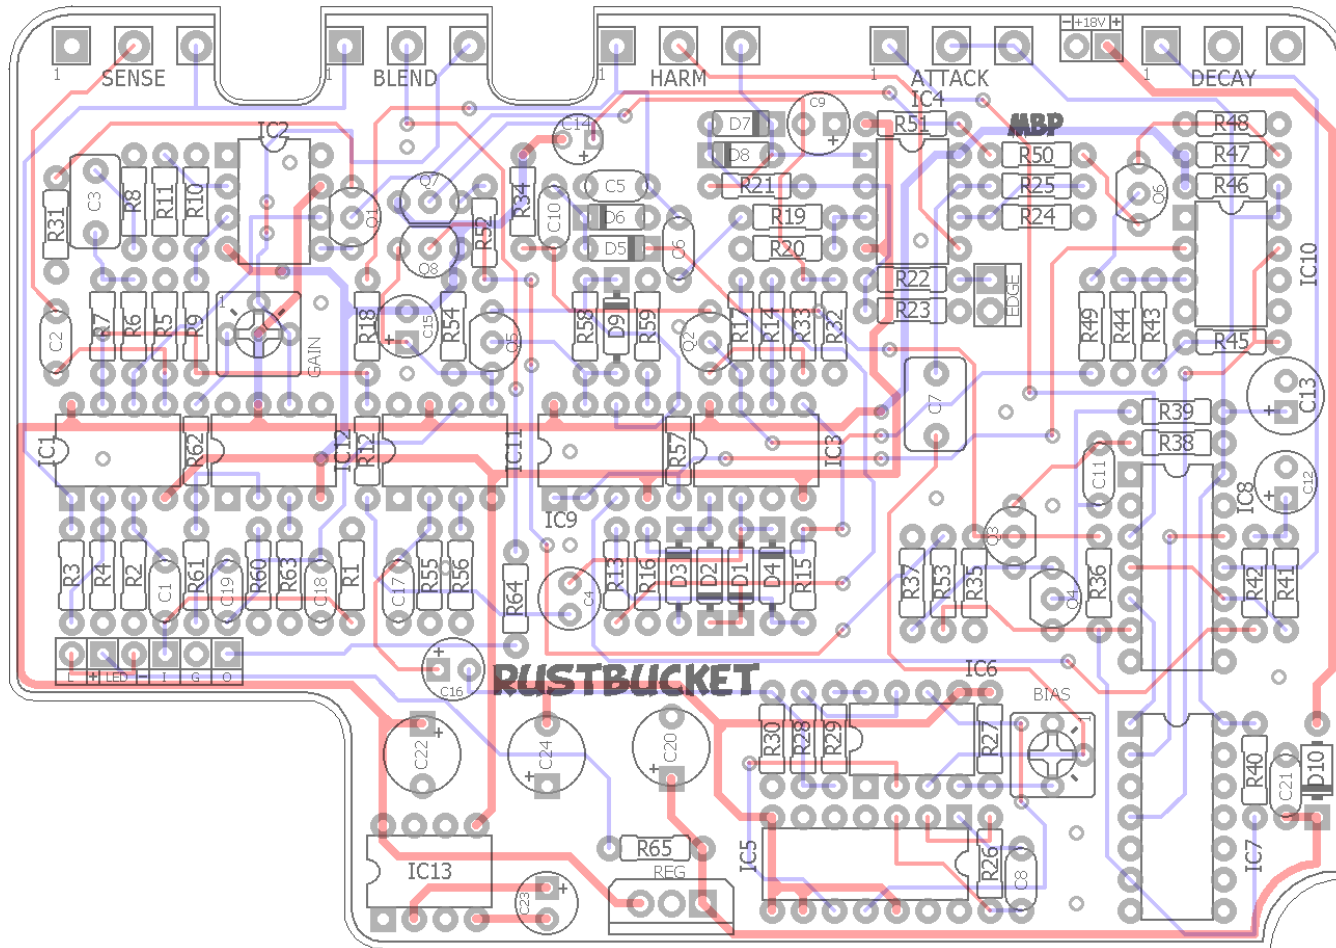 − +18V +
1 SENSE
1 BLEND
1 HARM
1 ATTACK
1 DECAY
IC4
IC2 C14 D7 C9 R51 MBP R48
D8 R50 R47
R31 C3 R8 R11 R10 Q1 Q7 R52 R34 C10 C5 R21 R25 Q6 R46
D6 R19 R24
Q8 D5 C6 R20 IC10
R22 EDGE
C2 R7 R6 R5 R9 1 GAIN R18 C15 + R54 Q5 R58 D9 R59 Q2 R17 R14 R33 R32 R23 R49 R44 R43 R45
C7 R39 C13 +
IC1 R62 IC12 R12 IC11 R57 IC3 R38
C11 IC8 C12 +
IC9 Q3
R3 R4 R2 C1 R61 C19 R60 R63 C18 R1 C17 R55 R56 R64 C4 R13 R16 D3 D2 D1 D4 R15 R37 R53 R35 Q4 R36 R42 R41
L + LED − I G O
+ C16 RUSTBUCKET IC6
BIAS 1
C22 + C24 + C20 + R30 R28 R29 R27 R40 C21 D10
R65 IC5 R26 C8 IC7
IC13 REG
C23 +